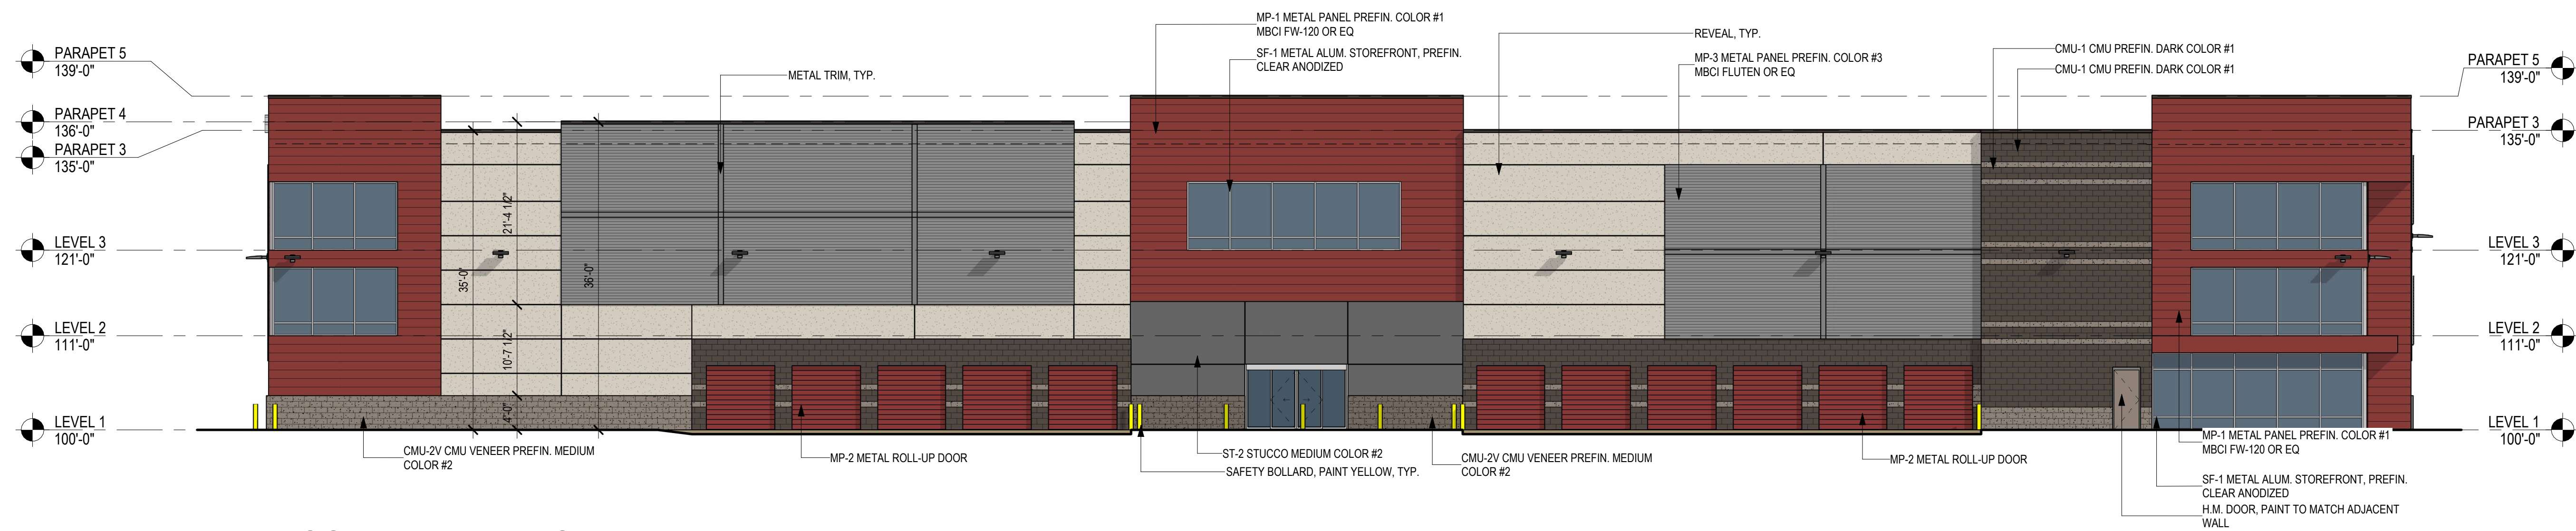 MP-1 METAL PANEL PREFIN. COLOR #1
MBCI FW-120 OR EQ
SF-1 METAL ALUM. STOREFRONT, PREFIN.
CLEAR ANODIZED
METAL TRIM, TYP.
REVEAL, TYP.
MP-3 METAL PANEL PREFIN. COLOR #3
MBCI FLUTEN OR EQ
CMU-1 CMU PREFIN. DARK COLOR #1
CMU-1 CMU PREFIN. DARK COLOR #1
PARAPET 5
139'-0"
PARAPET 4
136'-0"
PARAPET 3
135'-0"
LEVEL 3
121'-0"
LEVEL 2
111'-0"
LEVEL 1
100'-0"
35'-0"
21'-4 1/2"
10'-7 1/2"
4'-0"
36'-0"
PARAPET 5
139'-0"
PARAPET 3
135'-0"
LEVEL 3
121'-0"
LEVEL 2
111'-0"
LEVEL 1
100'-0"
CMU-2V CMU VENEER PREFIN. MEDIUM
COLOR #2
MP-2 METAL ROLL-UP DOOR
ST-2 STUCCO MEDIUM COLOR #2
SAFETY BOLLARD, PAINT YELLOW, TYP.
CMU-2V CMU VENEER PREFIN. MEDIUM
COLOR #2
MP-2 METAL ROLL-UP DOOR
MP-1 METAL PANEL PREFIN. COLOR #1
MBCI FW-120 OR EQ
SF-1 METAL ALUM. STOREFRONT, PREFIN.
CLEAR ANODIZED
H.M. DOOR, PAINT TO MATCH ADJACENT
WALL